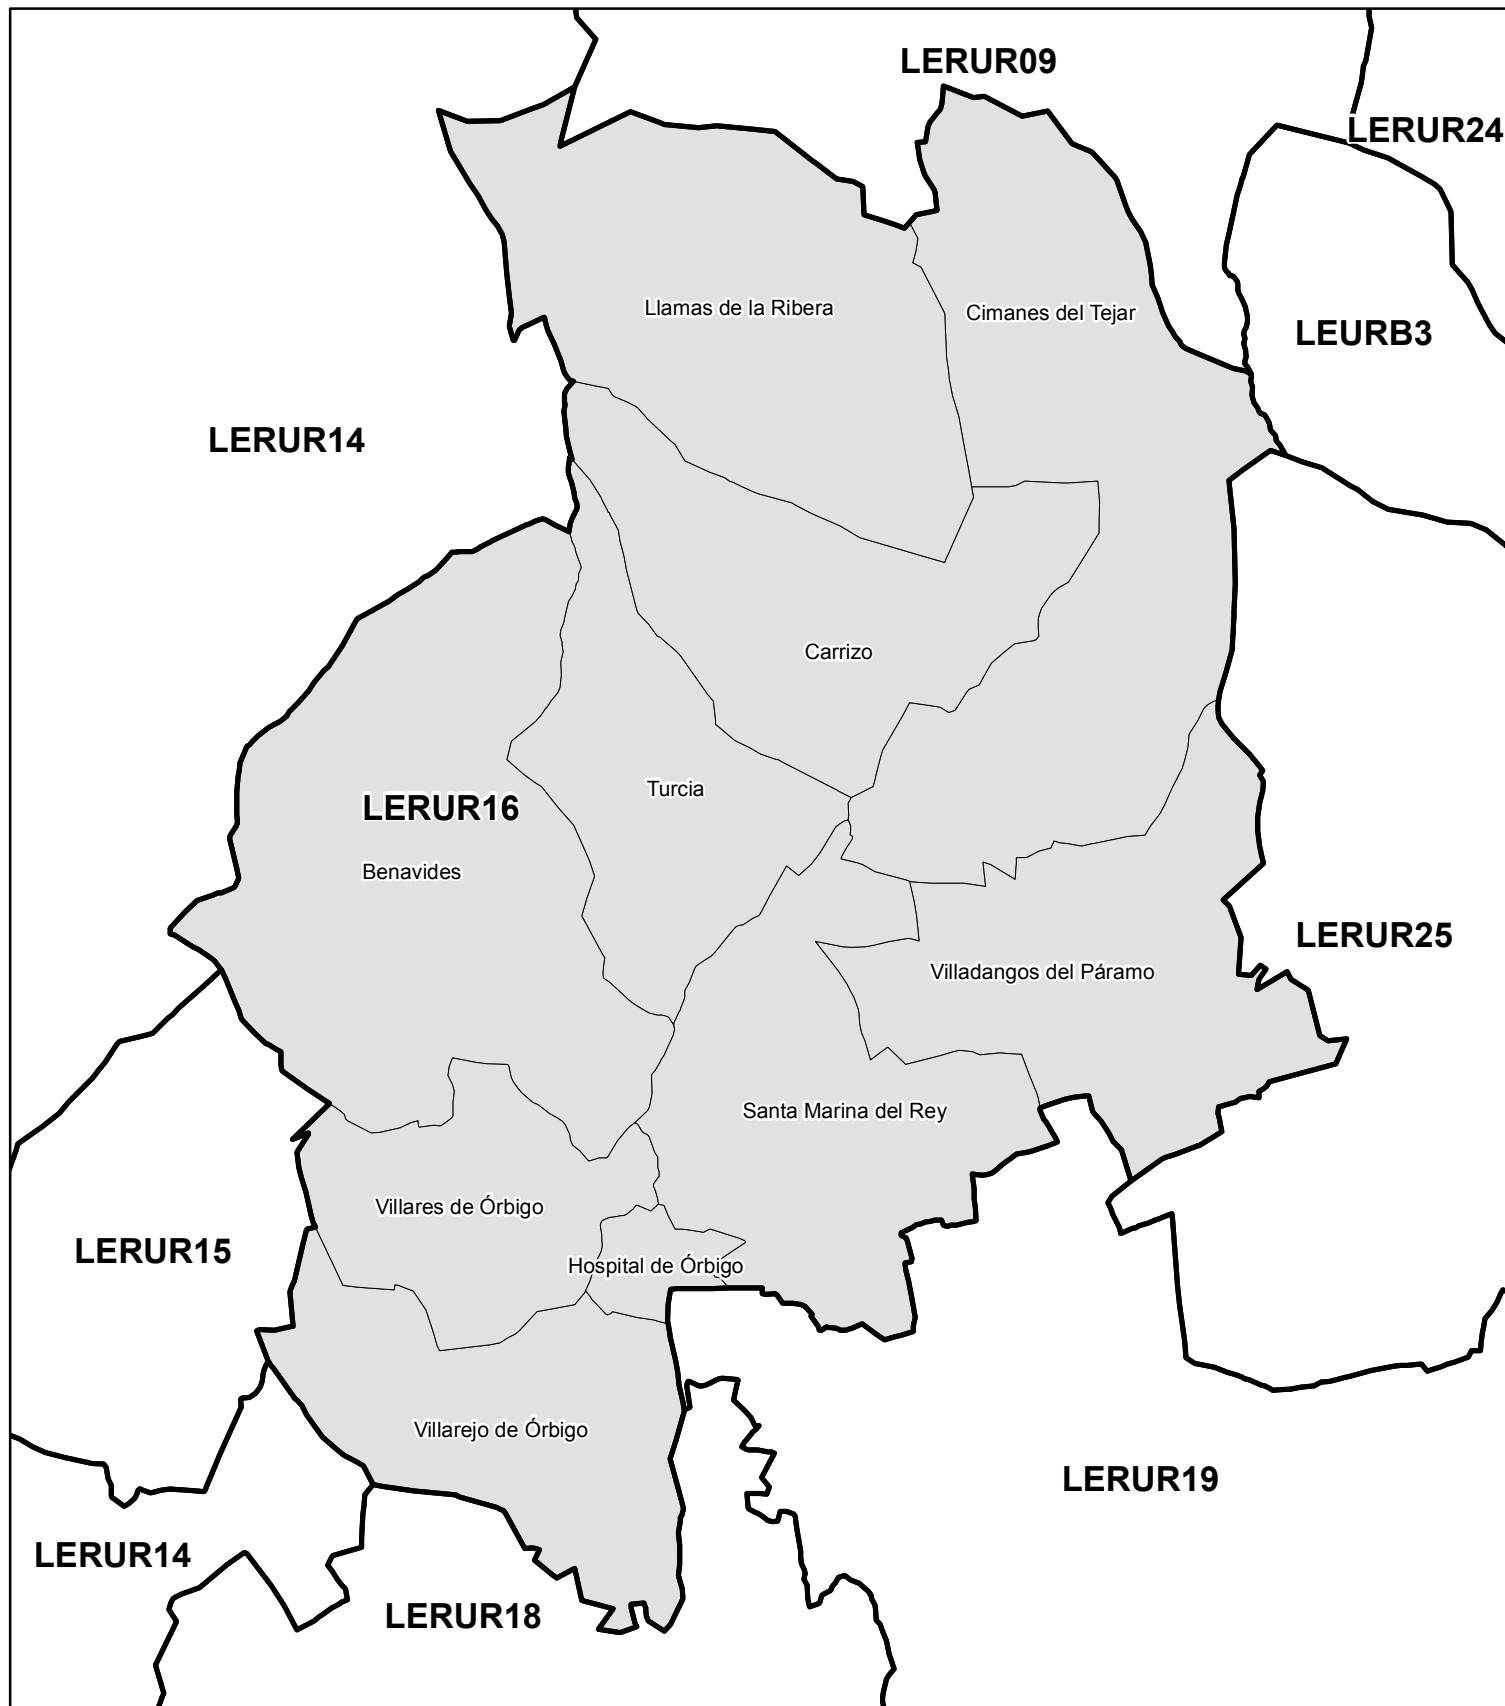 LERUR09
LERUR24
Llamas de la Ribera
Cimanes del Tejar
LEURB3
LERUR14
Carrizo
Turcia
LERUR16
Benavides
LERUR25
Villadangos del Páramo
Santa Marina del Rey
Villares de Órbigo
LERUR15
Hospital de Órbigo
Villarejo de Órbigo
LERUR19
LERUR14
LERUR18